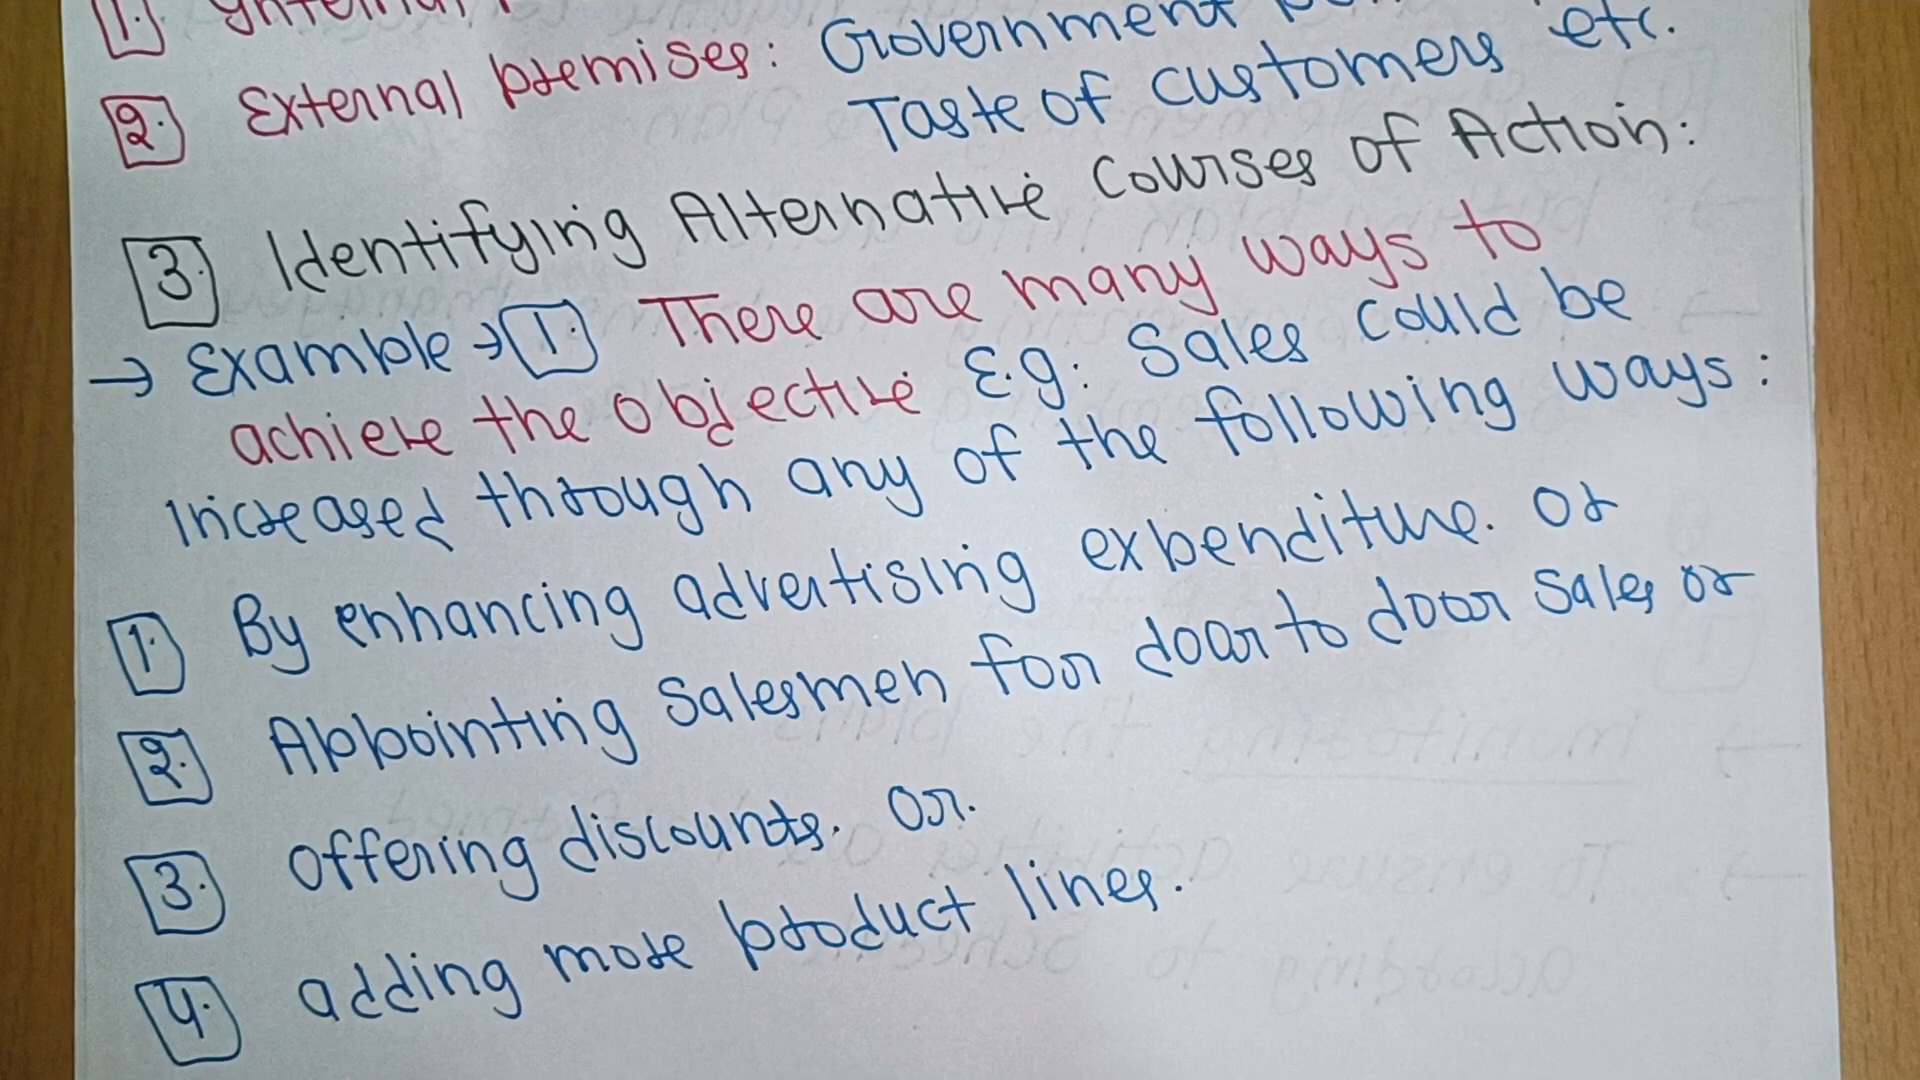 1.
2. External premises: Government
Taste of customers etc.
3. Identifying Alternative Courses of Action:
→ Example → 1. There are many ways to
achieve the objective E.g: Sales could be
increased through any of the following ways:
1. By enhancing advertising expenditure. Or
2. Appointing salesmen for door to door sales or
3. Offering discounts. Or.
4. adding more product lines.